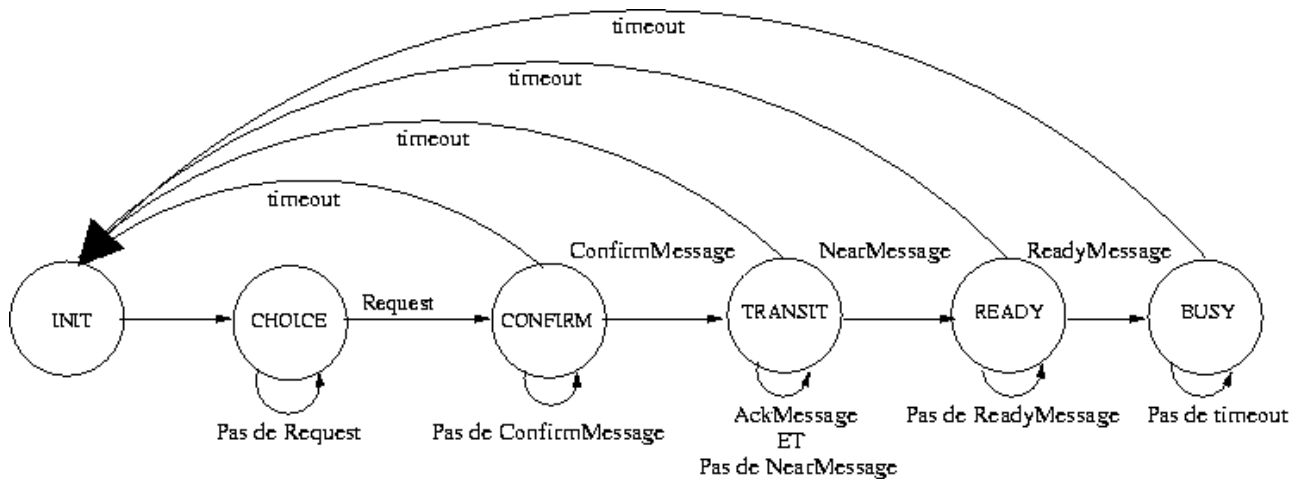 timeout
timeout
timeout
timeout
ConfirmMessage
NearMessage
ReadyMessage
INIT
CHOICE
Request
CONFIRM
TRANSIT
READY
BUSY
Pas de Request
Pas de ConfirmMessage
AckMessage
ET
Pas de NearMessage
Pas de ReadyMessage
Pas de timeout